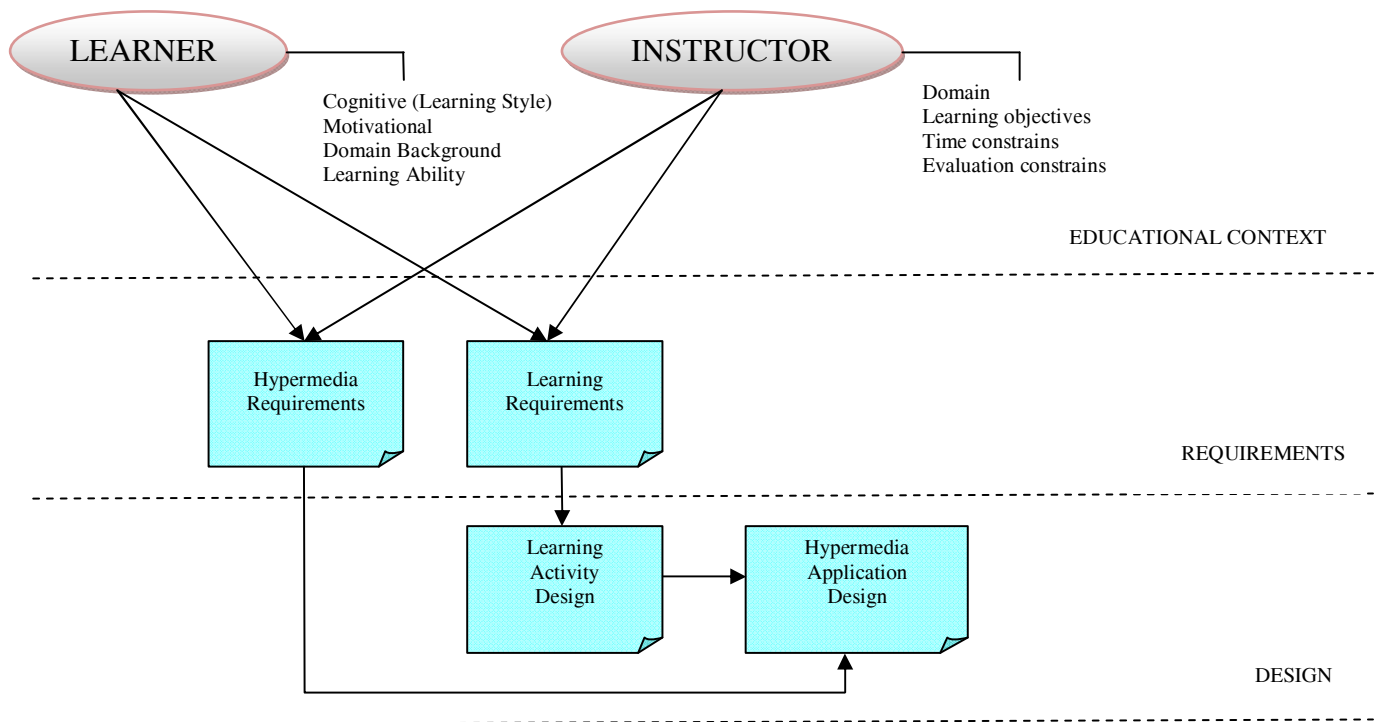 LEARNER
INSTRUCTOR
Cognitive (Learning Style)
Motivational
Domain Background
Learning Ability
Domain
Learning objectives
Time constrains
Evaluation constrains
EDUCATIONAL CONTEXT
Hypermedia
Requirements
Learning
Requirements
REQUIREMENTS
Learning
Activity
Design
Hypermedia
Application
Design
DESIGN